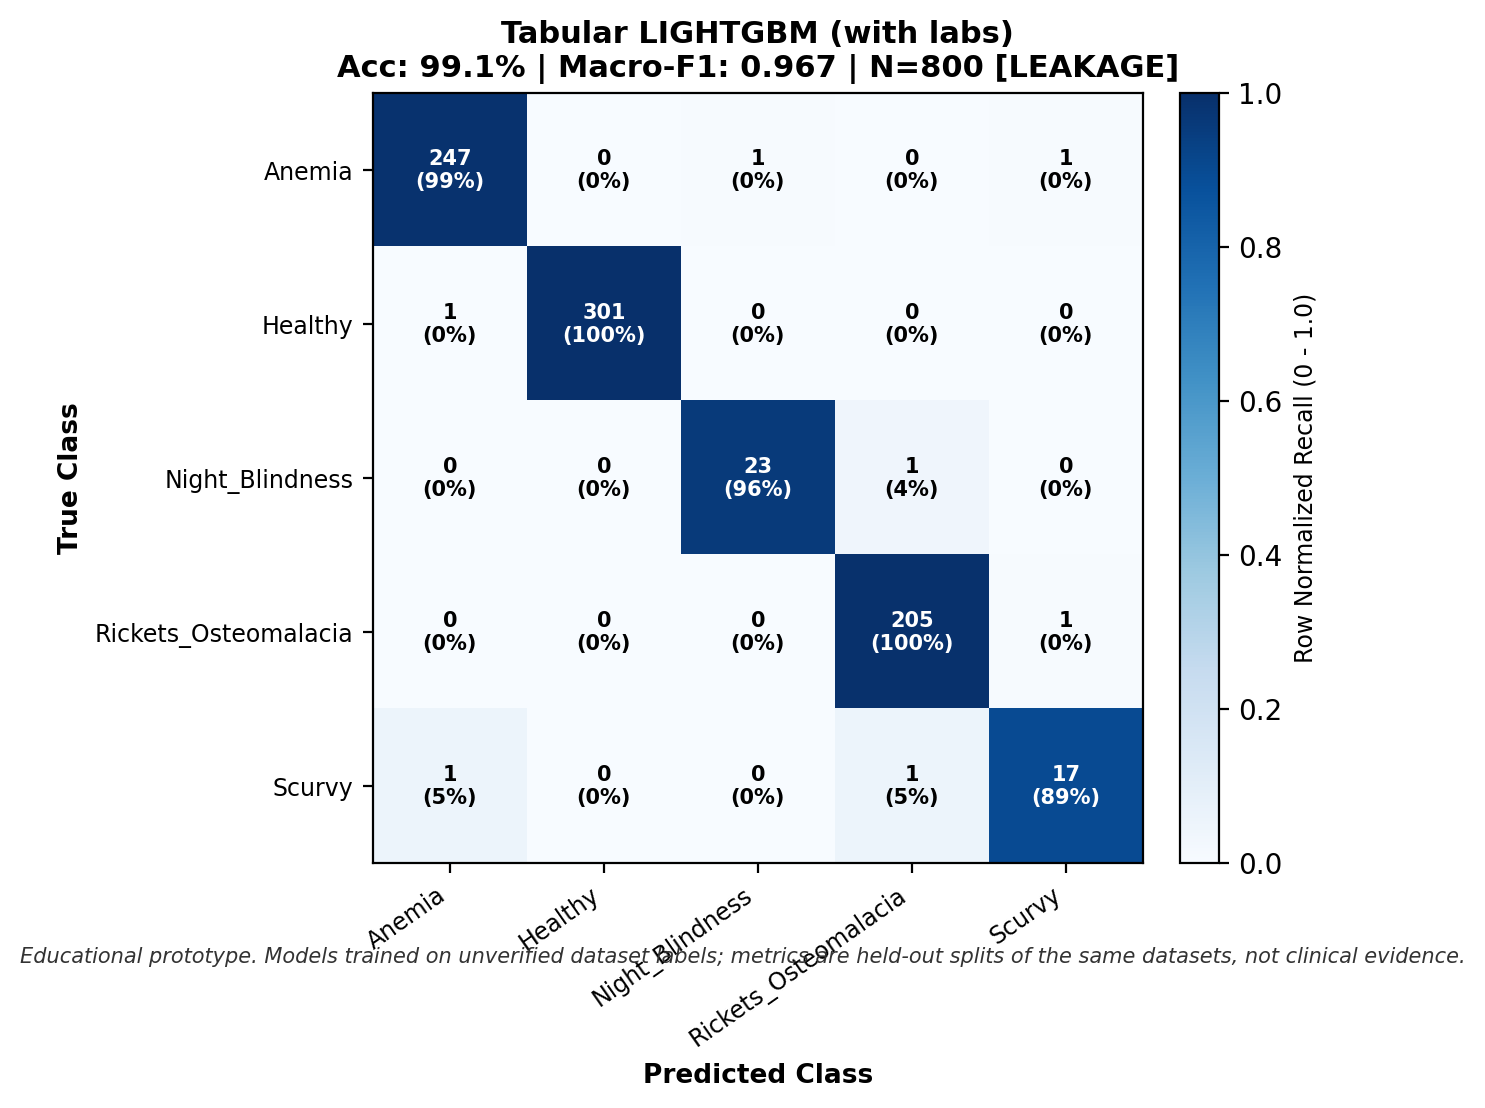 Tabular LIGHTGBM (with labs)
Acc: 99.1% | Macro-F1: 0.967 | N=800 [LEAKAGE]
True Class
Anemia
247 0 1 0 1
(99%) (0%) (0%) (0%) (0%)
Healthy
1 301 0 0 0
(0%) (100%) (0%) (0%) (0%)
Night_Blindness
0 0 23 1 0
(0%) (0%) (96%) (4%) (0%)
Rickets_Osteomalacia
0 0 0 205 1
(0%) (0%) (0%) (100%) (0%)
Scurvy
1 0 0 1 17
(5%) (0%) (0%) (5%) (89%)
1.0
0.8
0.6
0.4
0.2
0.0
Row Normalized Recall (0 - 1.0)
Anemia
Healthy
Night_Blindness
Rickets_Osteomalacia
Scurvy
Educational prototype. Models trained on unverified dataset labels; metrics are held-out splits of the same datasets, not clinical evidence.
Predicted Class